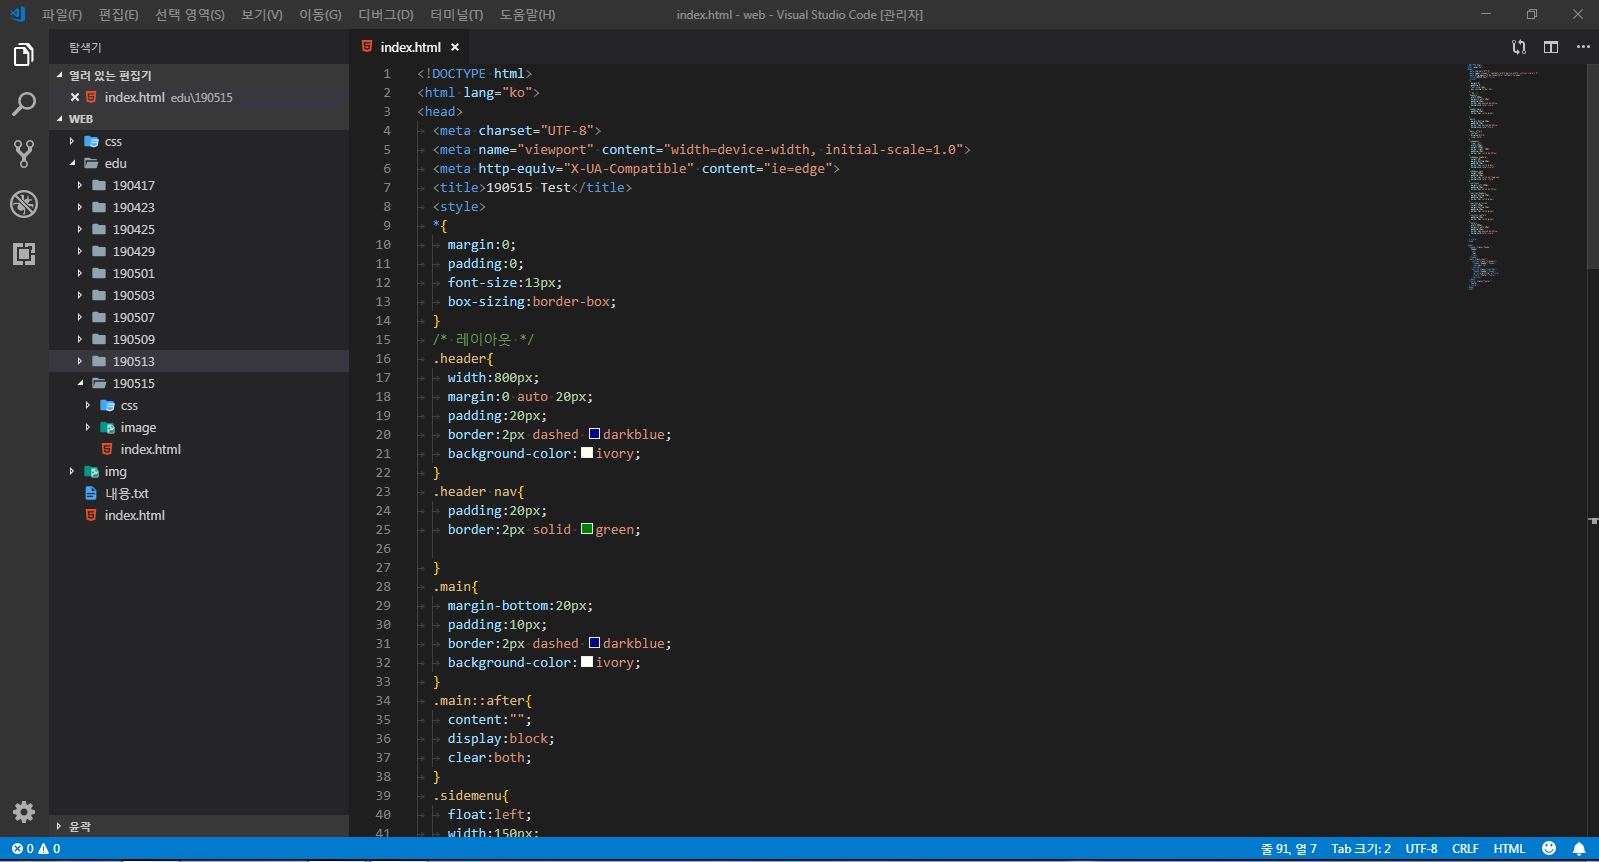 파일(F) 편집(E) 선택 영역(S) 보기(V) 이동(G) 디버그(D) 터미널(T) 도움말(H) index.html - web - Visual Studio Code [관리자]
탐색기
열려 있는 편집기
index.html edu\190515
WEB
css
edu
190417
190423
190425
190429
190501
190503
190507
190509
190513
190515
css
image
index.html
img
내용.txt
index.html
윤곽
index.html
1 <!DOCTYPE html>
2 <html lang="ko">
3 <head>
4 <meta charset="UTF-8">
5 <meta name="viewport" content="width=device-width, initial-scale=1.0">
6 <meta http-equiv="X-UA-Compatible" content="ie=edge">
7 <title>190515 Test</title>
8 <style>
9 *{
10 margin:0;
11 padding:0;
12 font-size:13px;
13 box-sizing:border-box;
14 }
15 /* 레이아웃 */
16 .header{
17 width:800px;
18 margin:0 auto 20px;
19 padding:20px;
20 border:2px dashed darkblue;
21 background-color:ivory;
22 }
23 .header nav{
24 padding:20px;
25 border:2px solid green;
26
27 }
28 .main{
29 margin-bottom:20px;
30 padding:10px;
31 border:2px dashed darkblue;
32 background-color:ivory;
33 }
34 .main::after{
35 content:"";
36 display:block;
37 clear:both;
38 }
39 .sidemenu{
40 float:left;
41 width:150px;
0 0 줄 91, 열 7 Tab 크기: 2 UTF-8 CRLF HTML